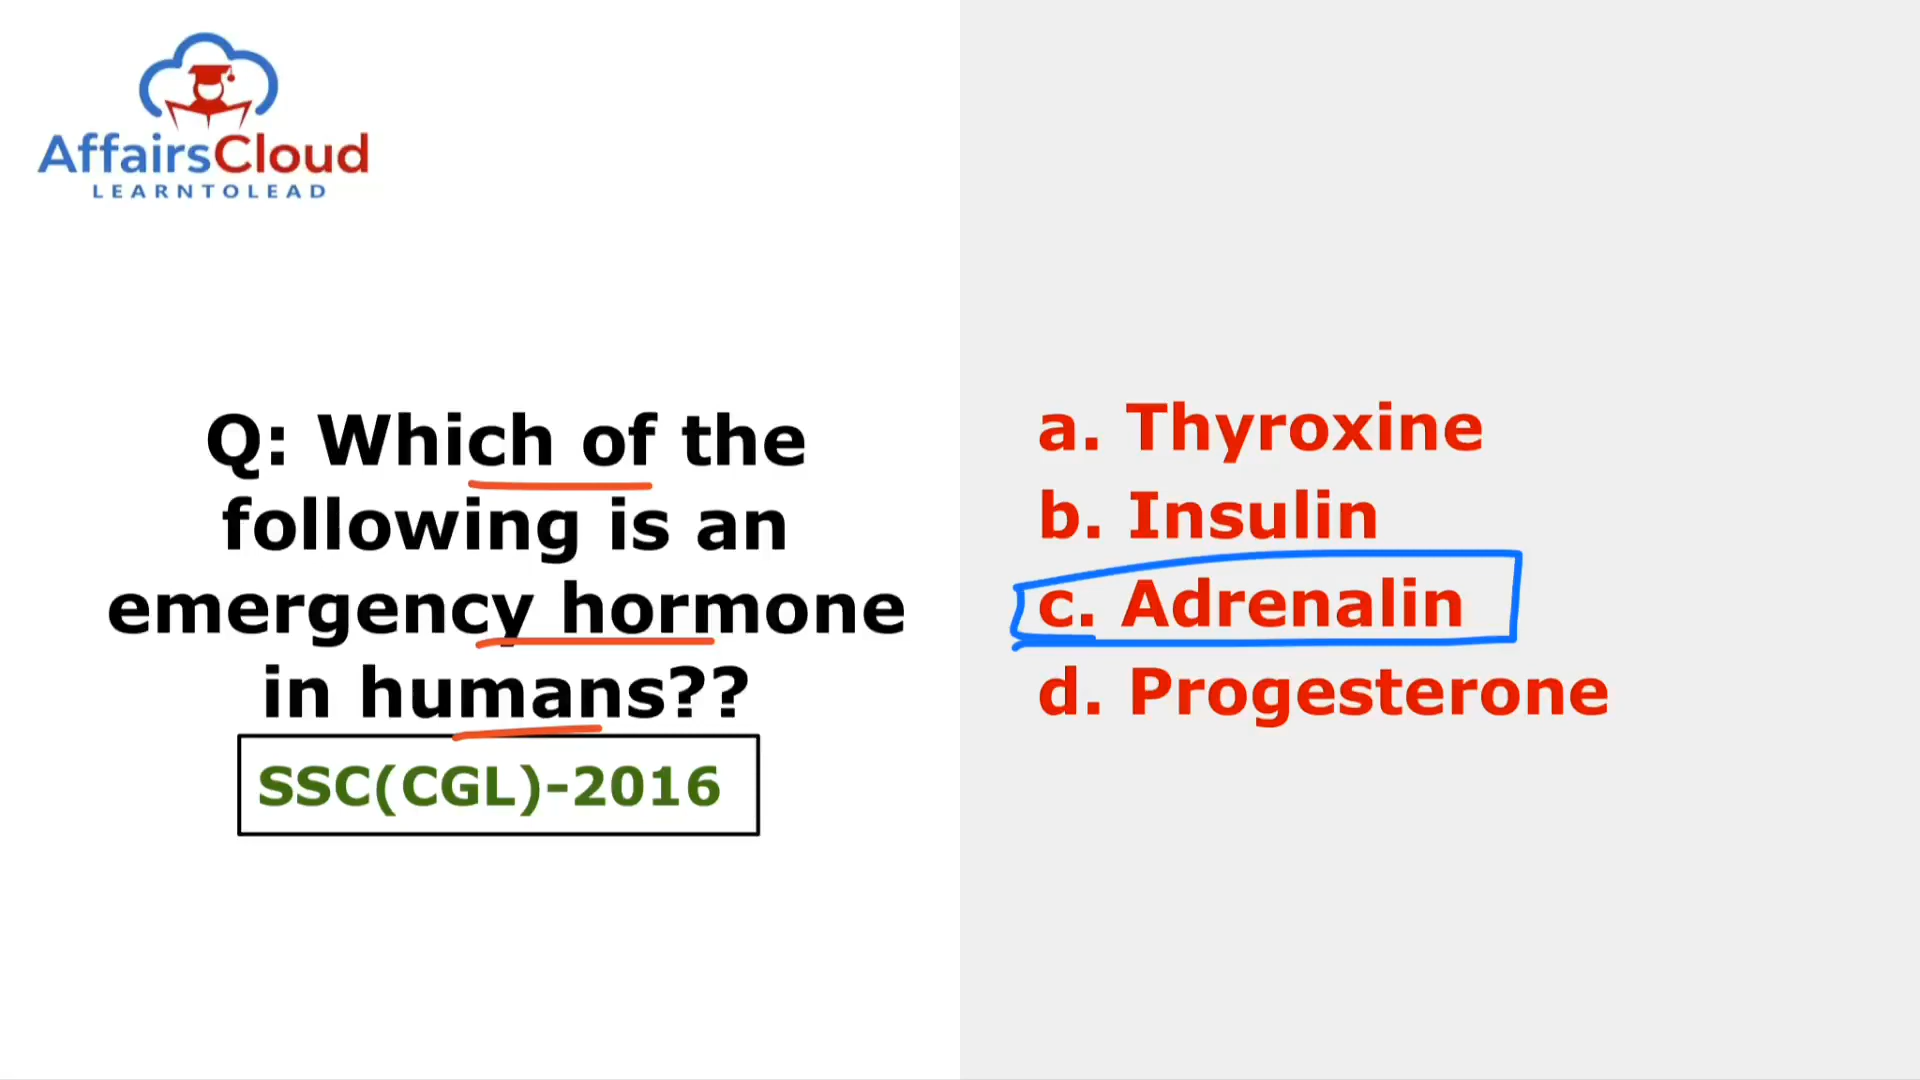 AffairsCloud
LEARNTOLEAD
Q: Which of the
following is an
emergency hormone
in humans??
SSC(CGL)-2016
a. Thyroxine
b. Insulin
c. Adrenalin
d. Progesterone